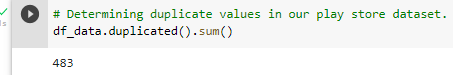 # Determining duplicate values in our play store dataset.
df_data.duplicated().sum()
483